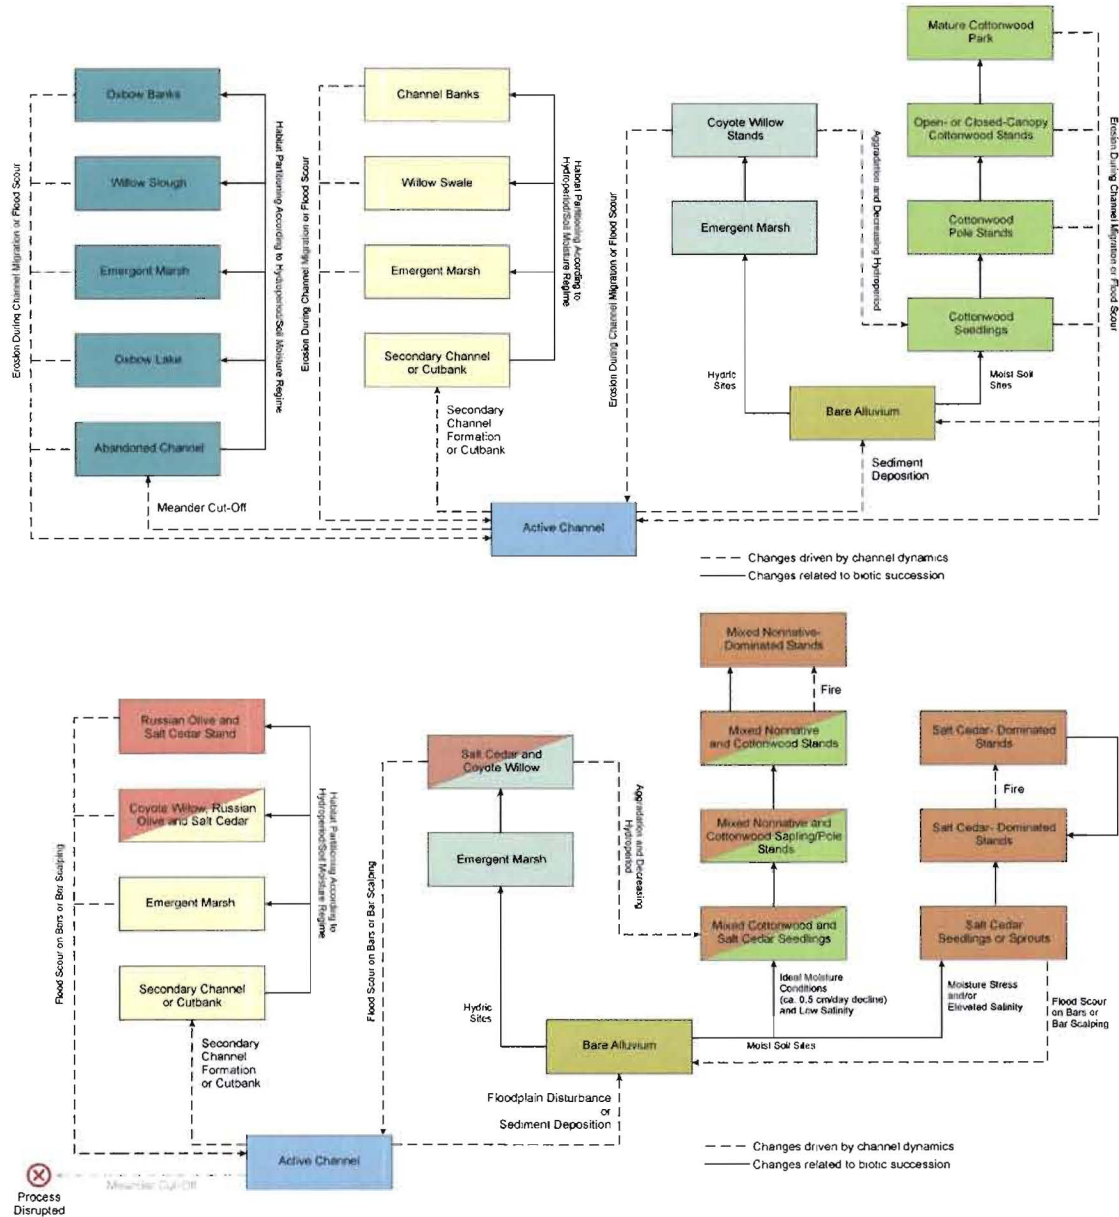 Mature Cottonwood
Park
Oxbow Banks
Willow Slough
Emergent Marsh
Oxbow Lake
Abandoned Channel
Erosion During Channel Migration or Flood Scour
Habitat Partitioning According to Hydroperiod/Soil Moisture Regime
Meander Cut-Off
Channel Banks
Willow Swale
Emergent Marsh
Secondary Channel
or Cutbank
Erosion During Channel Migration or Flood Scour
Habitat Partitioning According to
Hydroperiod/Soil Moisture
Regime
Secondary
Channel
Formation
or Cutbank
Coyote Willow
Stands
Emergent Marsh
Erosion During Channel Migration or Flood Scour
Aggradation and Decreasing Hydroperiod
Open- or Closed-Canopy
Cottonwood Stands
Cottonwood
Pole Stands
Cottonwood
Seedlings
Erosion During Channel Migration or Flood Scour
Hydric
Sites
Moist Soil
Sites
Bare Alluvium
Sediment
Deposition
Active Channel
Changes driven by channel dynamics
Changes related to biotic succession
Mixed Nonnative-
Dominated Stands
Fire
Mixed Nonnative
and Cottonwood Stands
Mixed Nonnative and
Cottonwood Sapling/Pole
Stands
Mixed Cottonwood and
Salt Cedar Seedlings
Salt Cedar- Dominated
Stands
Fire
Salt Cedar- Dominated
Stands
Salt Cedar
Seedlings or Sprouts
Russian Olive and
Salt Cedar Stand
Coyote Willow, Russian
Olive and Salt Cedar
Emergent Marsh
Secondary Channel
or Cutbank
Flood Scour on Bars or Bar Scalping
Habitat Partitioning According to
Hydroperiod/Soil Moisture
Regime
Secondary
Channel
Formation
or Cutbank
Salt Cedar and
Coyote Willow
Emergent Marsh
Flood Scour on Bars or Bar Scalping
Aggradation and Decreasing
Hydroperiod
Hydric
Sites
Ideal Moisture
Conditions
(ca. 0.5 cm/day decline)
and Low Salinity
Moisture Stress
and/or
Elevated Salinity
Flood Scour
on Bars or
Bar Scalping
Bare Alluvium
Moist Soil Sites
Floodplain Disturbance
or
Sediment Deposition
Active Channel
Changes driven by channel dynamics
Changes related to biotic succession
Meander Cut-Off
Process
Disrupted